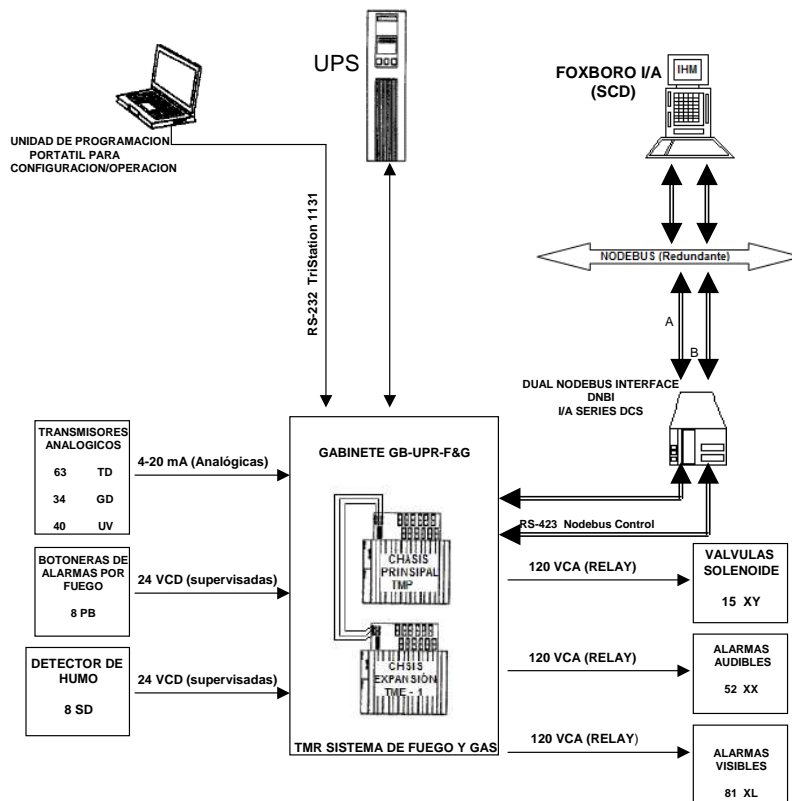 UPS
FOXBORO I/A
(SCD)
IHM
UNIDAD DE PROGRAMACION
PORTATIL PARA
CONFIGURACION/OPERACION
RS-232 TriStation 1131
NODEBUS (Redundante)
A
B
DUAL NODEBUS INTERFACE
DNBI
I/A SERIES DCS
TRANSMISORES
ANALOGICOS
63 TD
34 GD
40 UV
4-20 mA (Analógicas)
GABINETE GB-UPR-F&G
RS-423 Nodebus Control
BOTONERAS DE
ALARMAS POR
FUEGO
8 PB
24 VCD (supervisadas)
CHASIS
PRINSIPAL
TMP
120 VCA (RELAY)
VALVULAS
SOLENOIDE
15 XY
DETECTOR DE
HUMO
8 SD
24 VCD (supervisadas)
CHSIS
EXPANSIÓN
TME - 1
120 VCA (RELAY)
ALARMAS
AUDIBLES
52 XX
TMR SISTEMA DE FUEGO Y GAS
120 VCA (RELAY)
ALARMAS
VISIBLES
81 XL